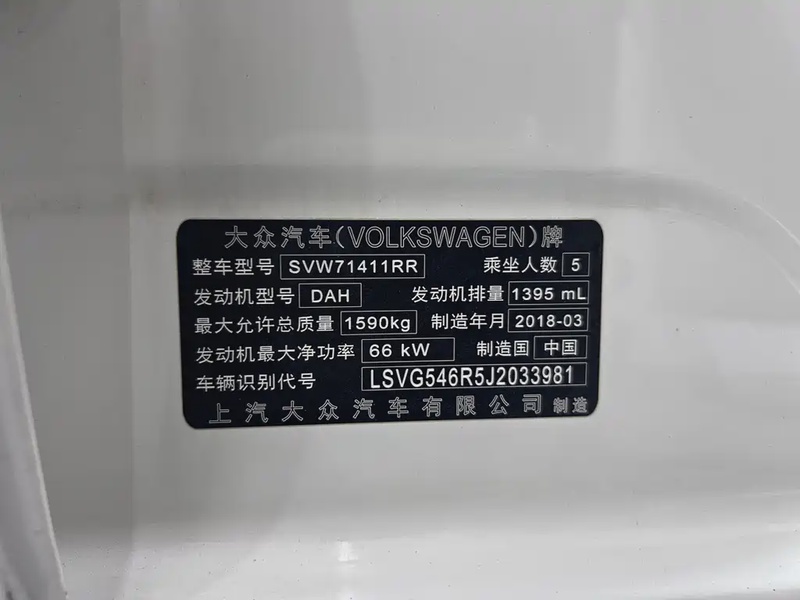 大众汽车(VOLKSWAGEN)牌
整车型号 SVW71411RR 乘坐人数 5
发动机型号 DAH 发动机排量 1395 mL
最大允许总质量 1590kg 制造年月 2018-03
发动机最大净功率 66 kW 制造国 中国
车辆识别代号 LSVG546R5J2033981
上汽大众汽车有限公司 制造